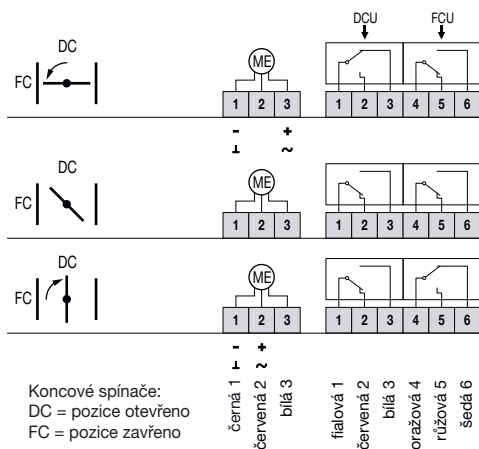 DCU FCU
DC
FC
ME
1 2 3 1 2 3 4 5 6
- +
⊥ ~
DC
FC
ME
1 2 3 1 2 3 4 5 6
DC
FC
ME
1 2 3 1 2 3 4 5 6
- +
⊥ ~
Koncové spínače:
DC = pozice otevřeno
FC = pozice zavřeno
černá 1
červená 2
bílá 3
fialová 1
červená 2
bílá 3
oražová 4
růžová 5
šedá 6